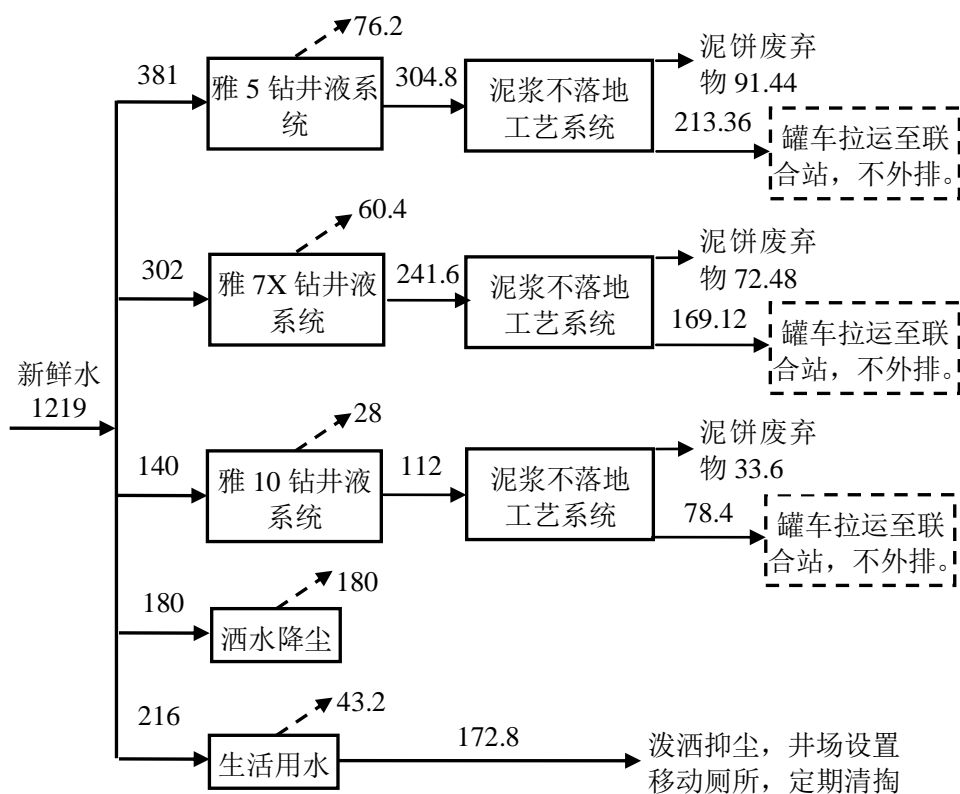 76.2
381
雅 5 钻井液系
统
304.8
泥浆不落地
工艺系统
泥饼废弃
物 91.44
213.36
罐车拉运至联
合站，不外排。
60.4
302
雅 7X 钻井液
系统
241.6
泥浆不落地
工艺系统
泥饼废弃
物 72.48
169.12
罐车拉运至联
合站，不外排。
新鲜水
1219
28
140
雅 10 钻井液
系统
112
泥浆不落地
工艺系统
泥饼废弃
物 33.6
78.4
罐车拉运至联
合站，不外排。
180
180
洒水降尘
43.2
216
生活用水
172.8
泼洒抑尘，井场设置
移动厕所，定期清掏